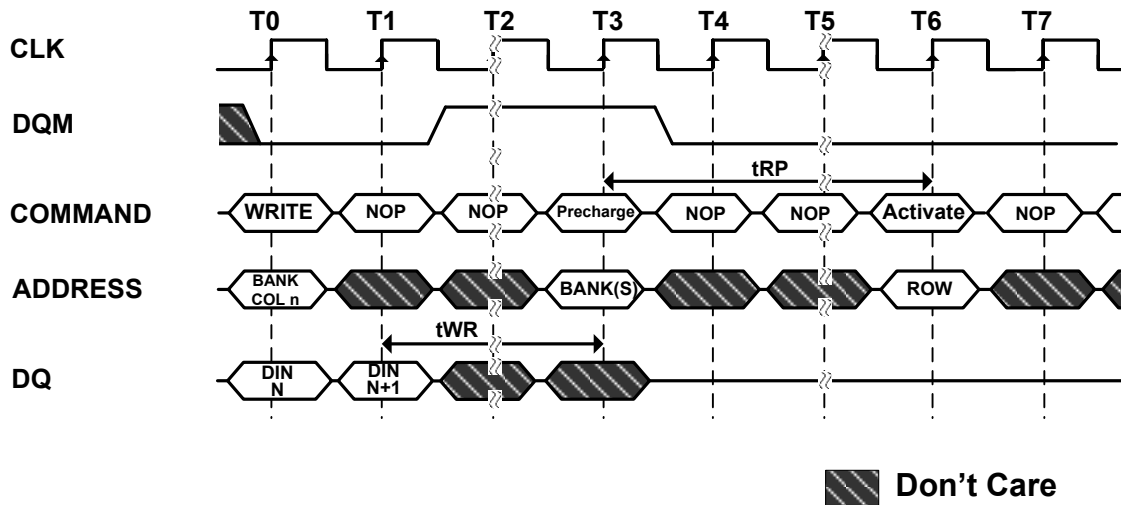 T0 T1 T2 T3 T4 T5 T6 T7
CLK
DQM
tRP
COMMAND WRITE NOP NOP Precharge NOP NOP Activate NOP
ADDRESS BANK COL n BANK(S) ROW
tWR
DQ DIN N DIN N+1
Don't Care